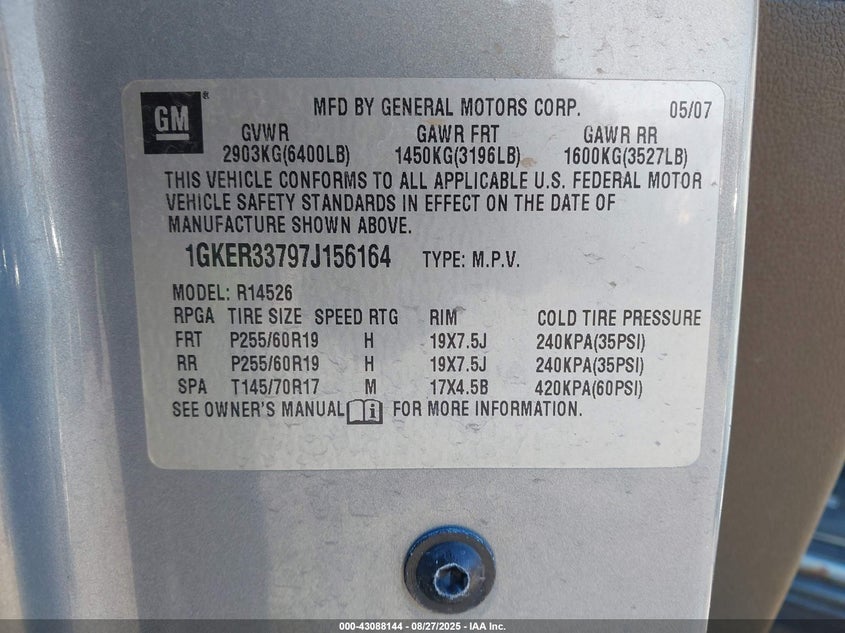 GM
MFD BY GENERAL MOTORS CORP. 05/07
GVWR GAWR FRT GAWR RR
2903KG(6400LB) 1450KG(3196LB) 1600KG(3527LB)
THIS VEHICLE CONFORMS TO ALL APPLICABLE U.S. FEDERAL MOTOR
VEHICLE SAFETY STANDARDS IN EFFECT ON THE DATE OF
MANUFACTURE SHOWN ABOVE.
1GKER33797J156164 TYPE: M.P.V.
MODEL: R14526
RPGA TIRE SIZE SPEED RTG RIM COLD TIRE PRESSURE
FRT P255/60R19 H 19X7.5J 240KPA(35PSI)
RR P255/60R19 H 19X7.5J 240KPA(35PSI)
SPA T145/70R17 M 17X4.5B 420KPA(60PSI)
SEE OWNER'S MANUAL FOR MORE INFORMATION.
000-43088144 - 08/27/2025 - IAA Inc.